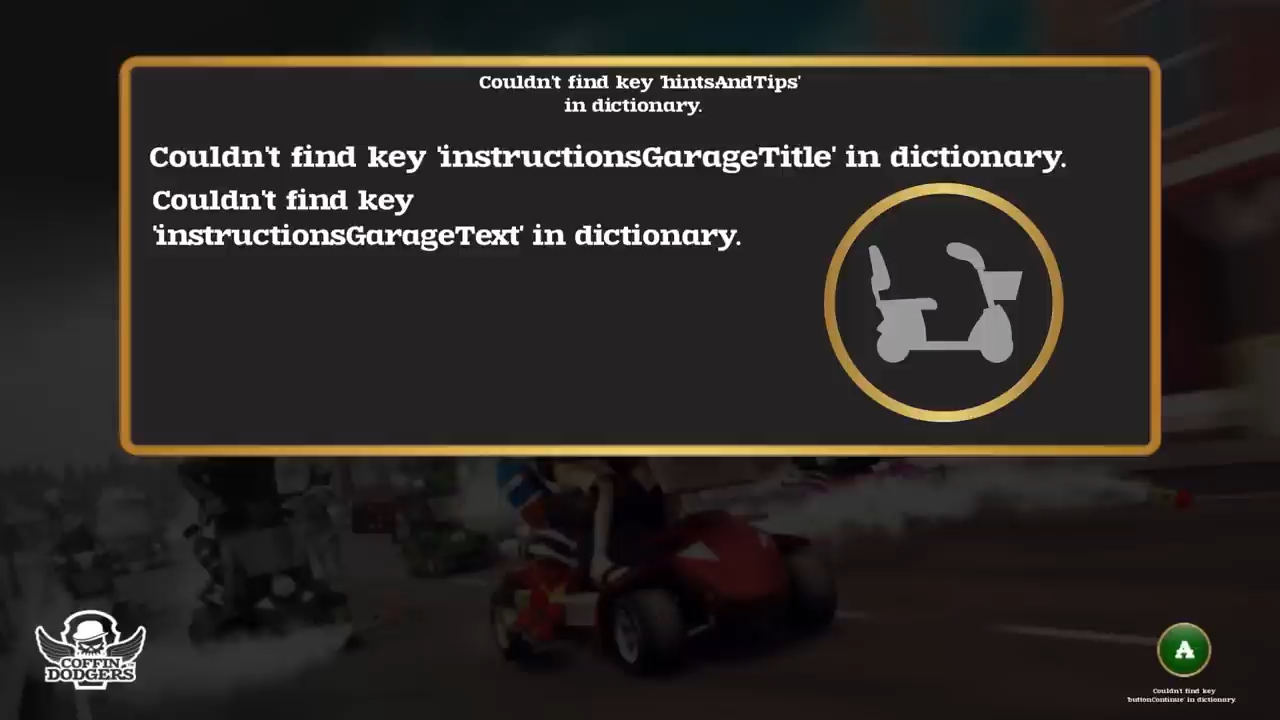 Couldn't find key 'hintsAndTips'
in dictionary.
Couldn't find key 'instructionsGarageTitle' in dictionary.
Couldn't find key
'instructionsGarageText' in dictionary.
COFFIN
DODGERS
A
Couldn't find key
'buttonContinue' in dictionary.